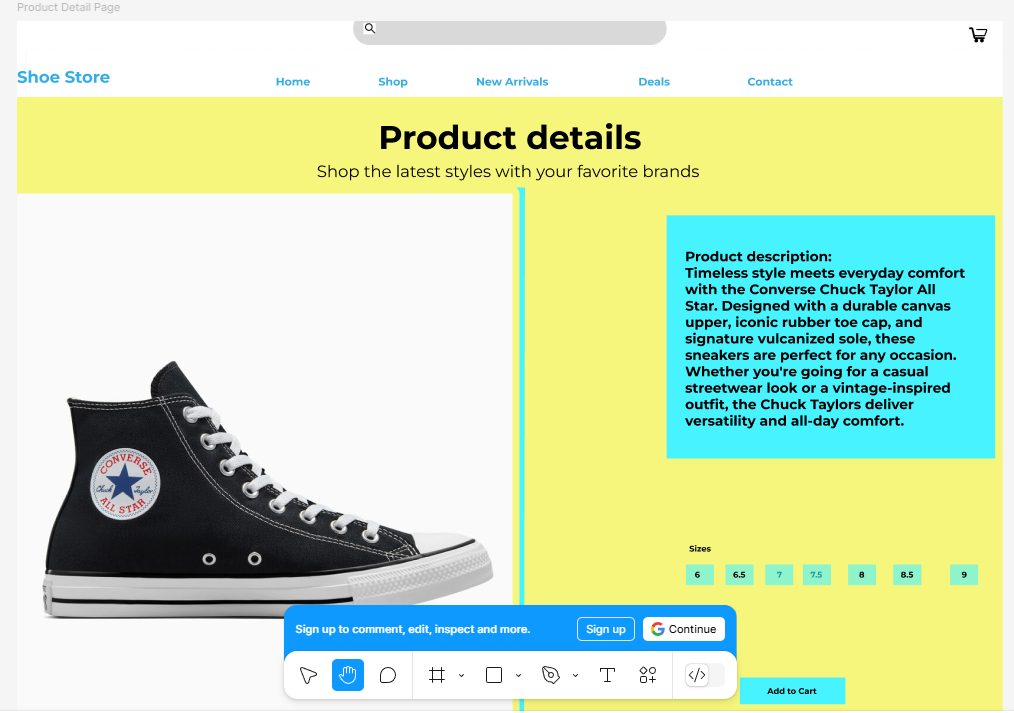 Product Detail Page
Shoe Store
Home
Shop
New Arrivals
Deals
Contact
Product details
Shop the latest styles with your favorite brands
Product description:
Timeless style meets everyday comfort
with the Converse Chuck Taylor All
Star. Designed with a durable canvas
upper, iconic rubber toe cap, and
signature vulcanized sole, these
sneakers are perfect for any occasion.
Whether you're going for a casual
streetwear look or a vintage-inspired
outfit, the Chuck Taylors deliver
versatility and all-day comfort.
CONVERSE
Chuck Taylor
ALL STAR
Sizes
6
6.5
7
7.5
8
8.5
9
Sign up to comment, edit, inspect and more.
Sign up
Continue
Add to Cart